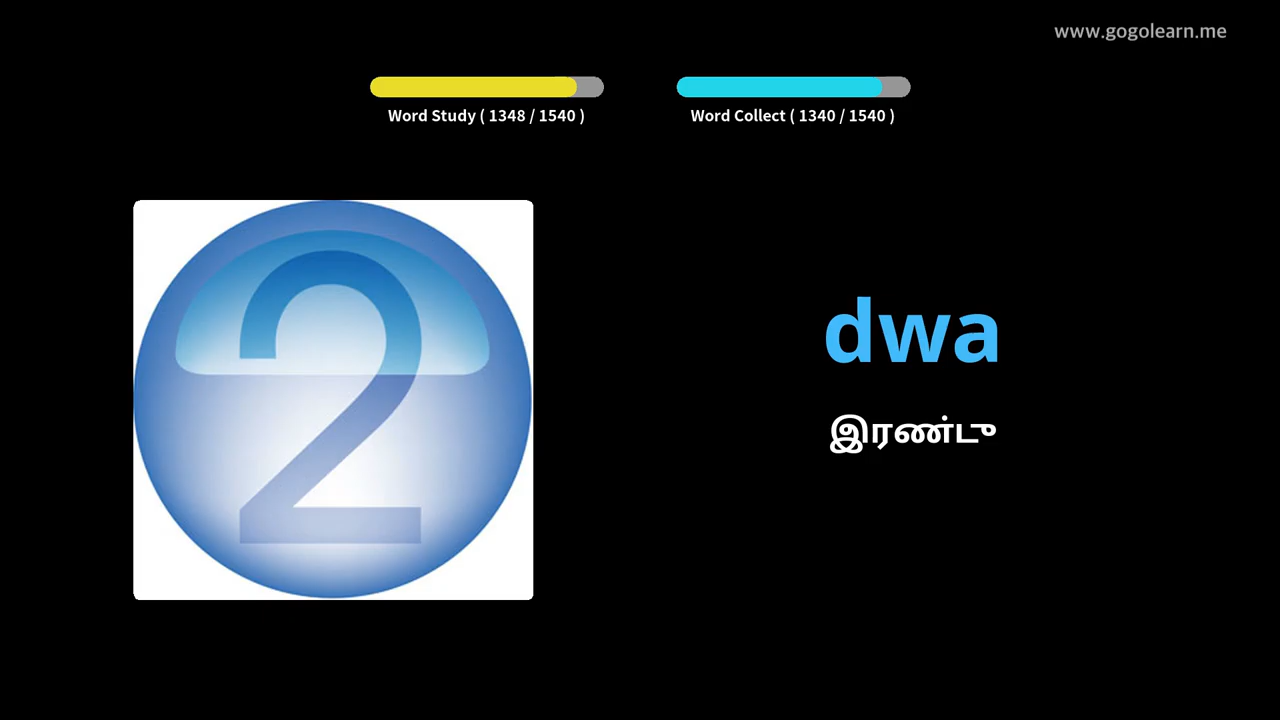 www.gogolearn.me
Word Study ( 1348 / 1540 )
Word Collect ( 1340 / 1540 )
2
dwa
இரண்டு